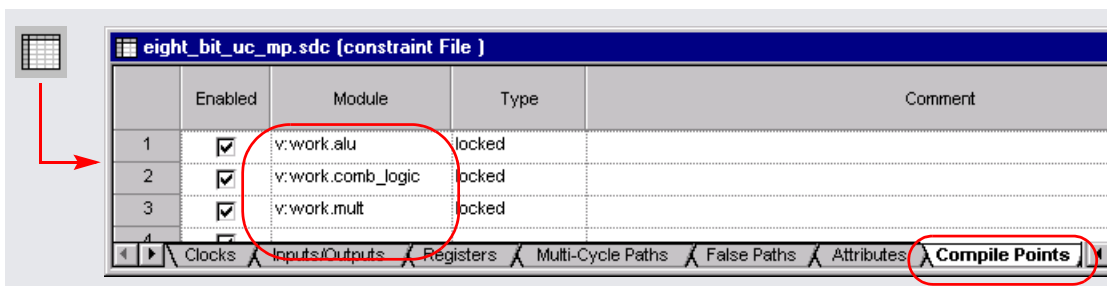 eight_bit_uc_mp.sdc (constraint File )
Enabled Module Type Comment
1 v:work.alu locked
2 v:work.comb_logic locked
3 v:work.mult locked
4
Clocks Inputs/Outputs Registers Multi-Cycle Paths False Paths Attributes Compile Points